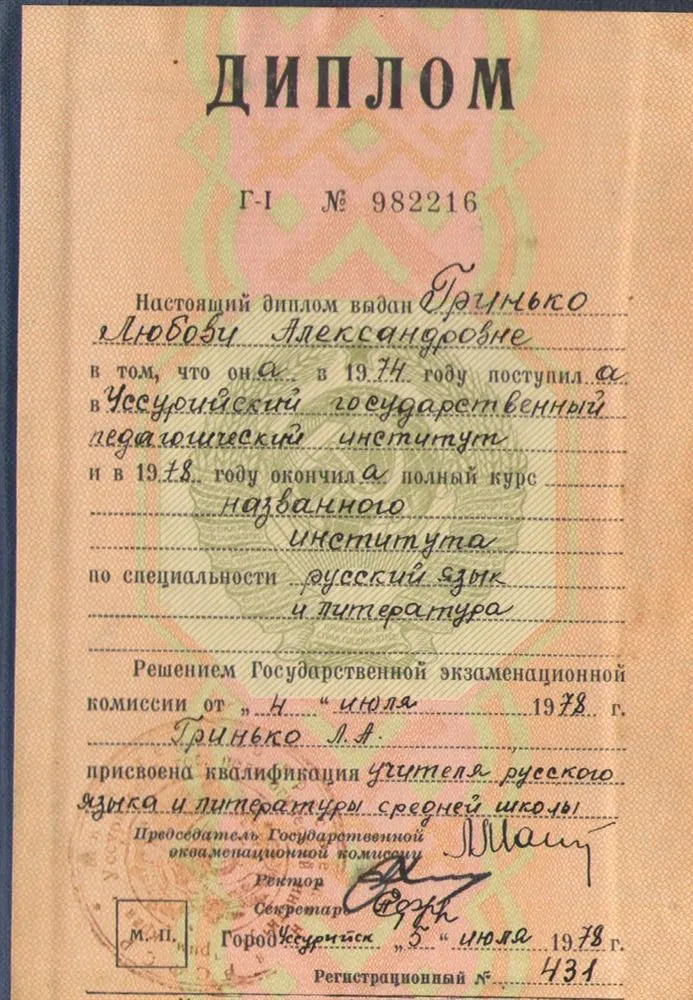 ДИПЛОМ
Г-I № 982216
Настоящий диплом выдан Гринько
Любови Александровне
в том, что она в 1974 году поступила
в Уссурийский государственный
педагогический институт
и в 1978 году окончила полный курс
названного
института
по специальности русский язык
и литература
Решением Государственной экзаменационной
комиссии от „4“ июля 1978 г.
Гринько Л.А.
присвоена квалификация учителя русского
языка и литературы средней школы
Председатель Государственной
экзаменационной комиссии
Ректор
Секретарь
М. П.
Город Уссурийск „5“ июля 1978 г.
Регистрационный № 431